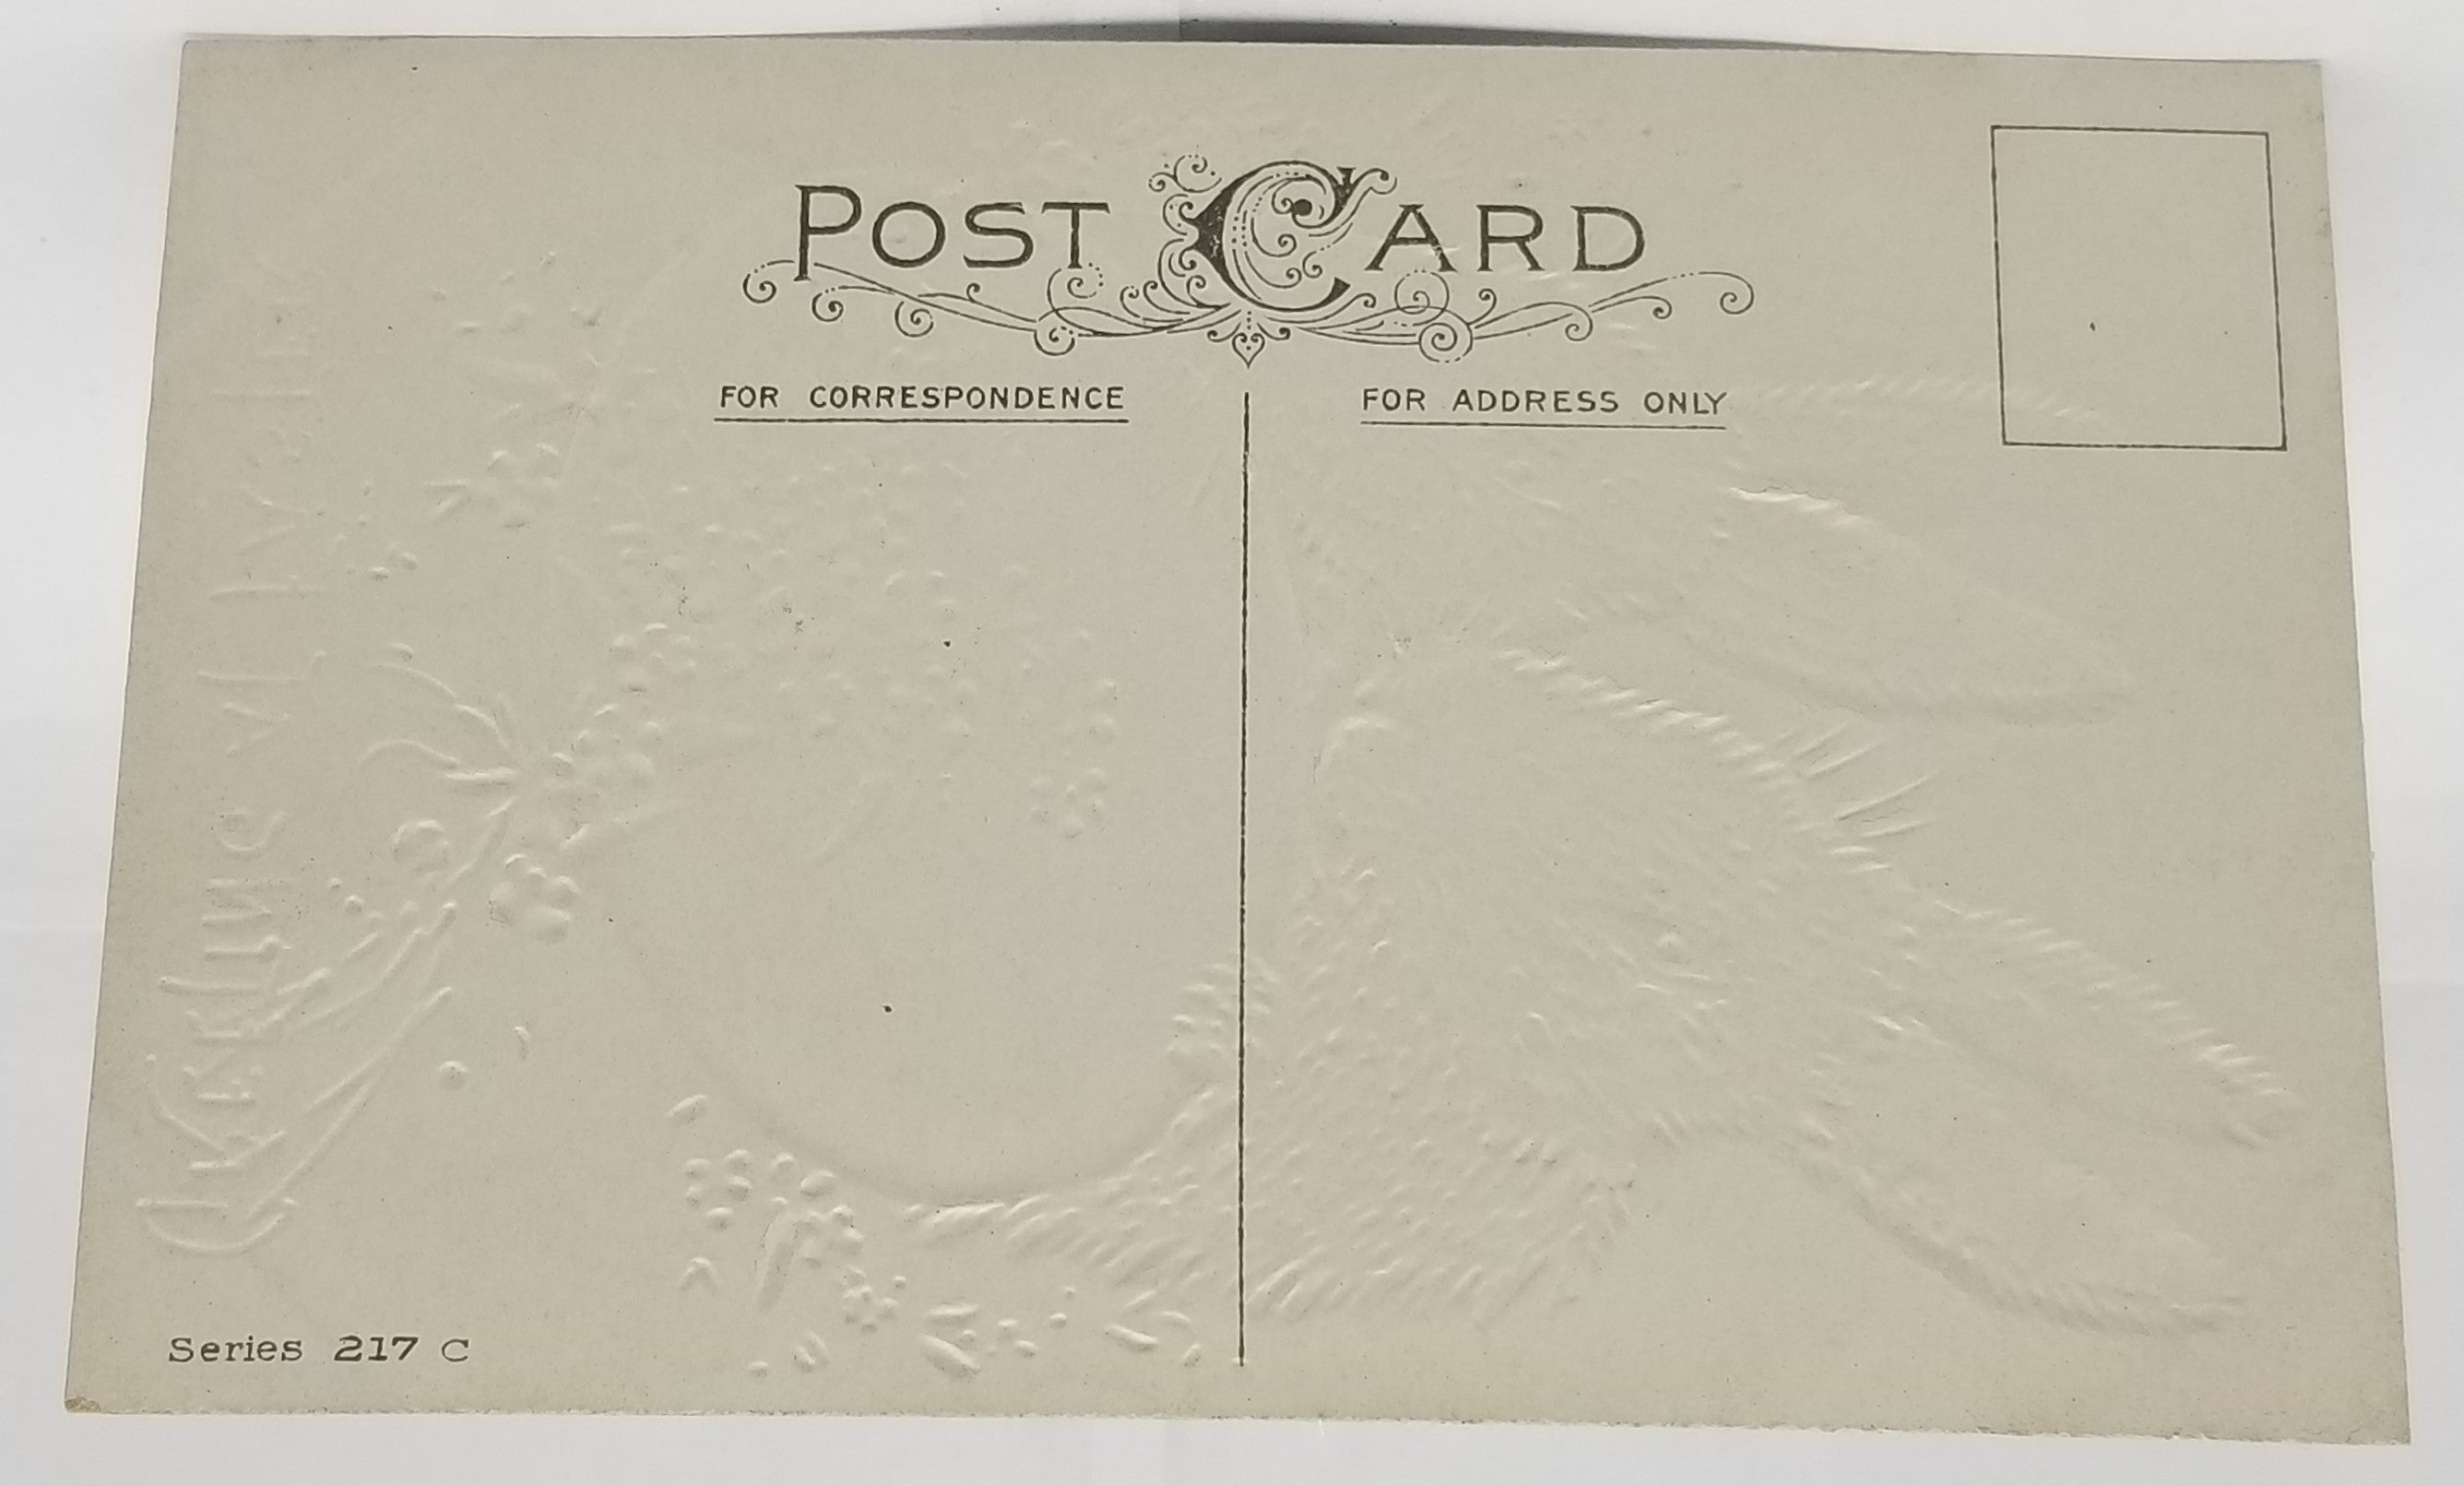 POST CARD
FOR CORRESPONDENCE
FOR ADDRESS ONLY
Series 217 C